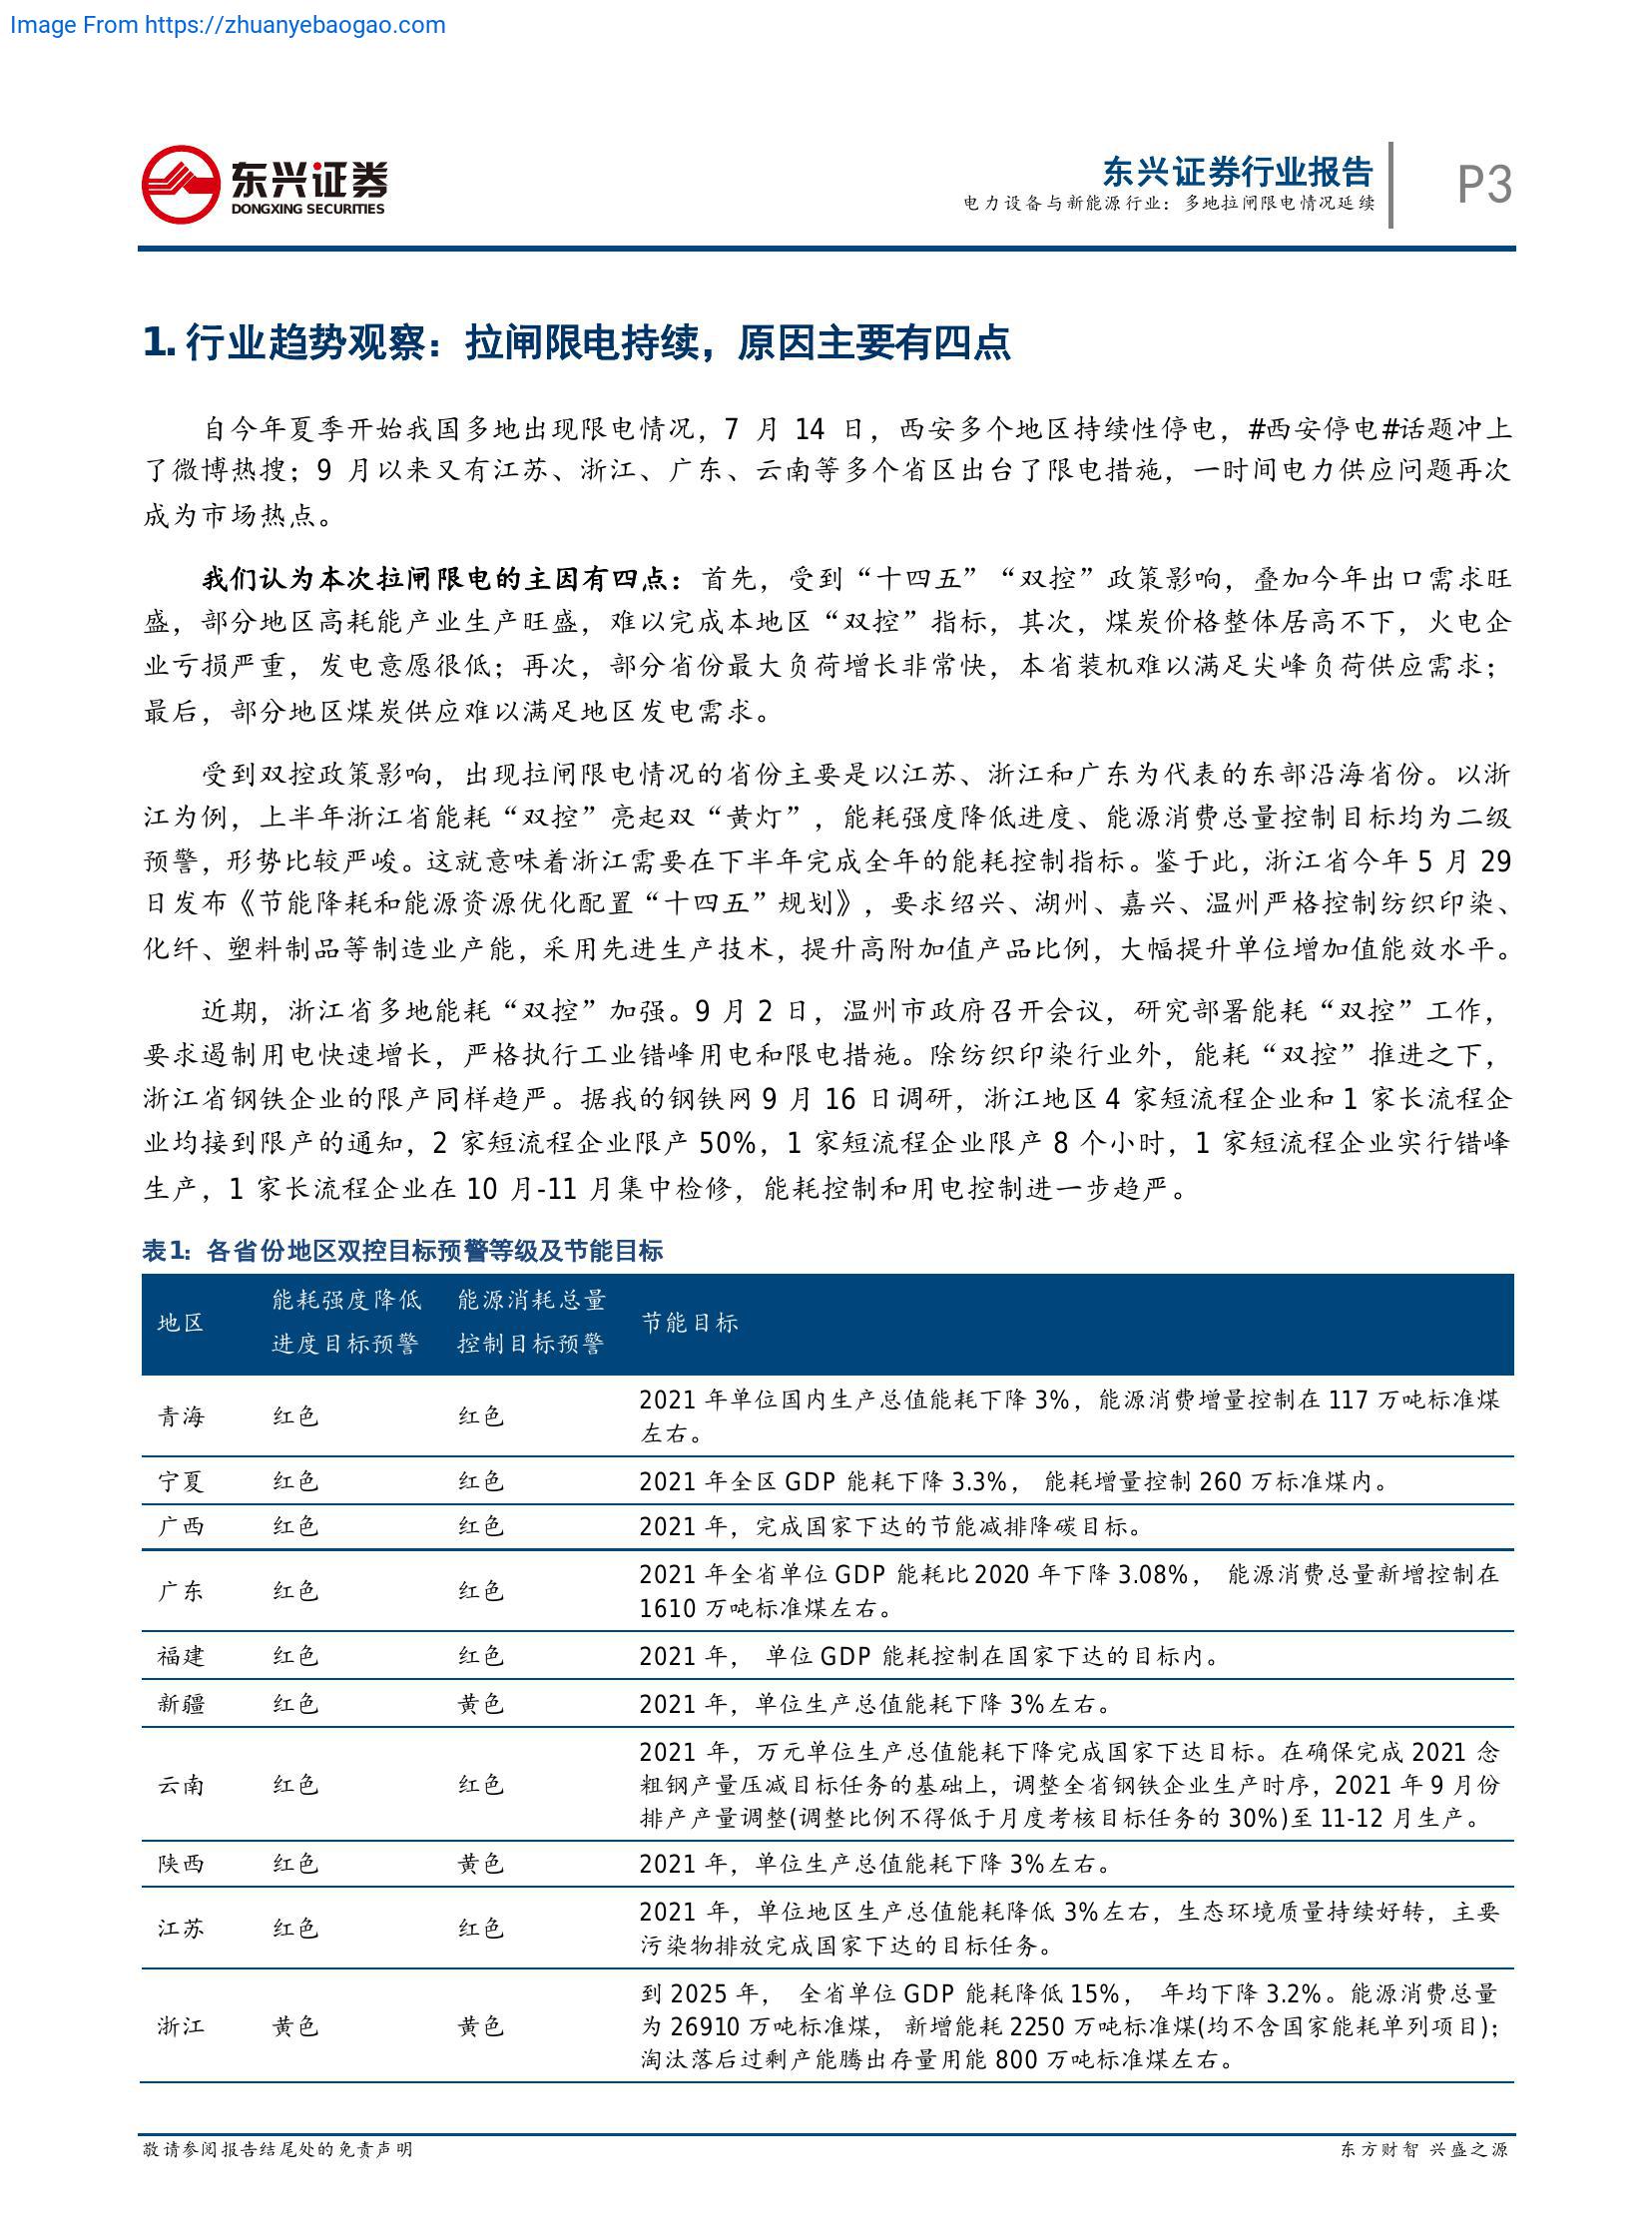 Image From https://zhuanyebaogao.com
东兴证券
DONGXING SECURITIES
东兴证券行业报告
电力设备与新能源行业：多地拉闸限电情况延续
P3
1. 行业趋势观察：拉闸限电持续，原因主要有四点
自今年夏季开始我国多地出现限电情况，7 月 14 日，西安多个地区持续性停电，#西安停电#话题冲上
了微博热搜；9 月以来又有江苏、浙江、广东、云南等多个省区出台了限电措施，一时间电力供应问题再次
成为市场热点。
我们认为本次拉闸限电的主因有四点：首先，受到“十四五”“双控”政策影响，叠加今年出口需求旺
盛，部分地区高耗能产业生产旺盛，难以完成本地区“双控”指标，其次，煤炭价格整体居高不下，火电企
业亏损严重，发电意愿很低；再次，部分省份最大负荷增长非常快，本省装机难以满足尖峰负荷供应需求；
最后，部分地区煤炭供应难以满足地区发电需求。
受到双控政策影响，出现拉闸限电情况的省份主要是以江苏、浙江和广东为代表的东部沿海省份。以浙
江为例，上半年浙江省能耗“双控”亮起双“黄灯”，能耗强度降低进度、能源消费总量控制目标均为二级
预警，形势比较严峻。这就意味着浙江需要在下半年完成全年的能耗控制指标。鉴于此，浙江省今年 5 月 29
日发布《节能降耗和能源资源优化配置“十四五”规划》，要求绍兴、湖州、嘉兴、温州严格控制纺织印染、
化纤、塑料制品等制造业产能，采用先进生产技术，提升高附加值产品比例，大幅提升单位增加值能效水平。
近期，浙江省多地能耗“双控”加强。9 月 2 日，温州市政府召开会议，研究部署能耗“双控”工作，
要求遏制用电快速增长，严格执行工业错峰用电和限电措施。除纺织印染行业外，能耗“双控”推进之下，
浙江省钢铁企业的限产同样趋严。据我的钢铁网 9 月 16 日调研，浙江地区 4 家短流程企业和 1 家长流程企
业均接到限产的通知，2 家短流程企业限产 50%，1 家短流程企业限产 8 个小时，1 家短流程企业实行错峰
生产，1 家长流程企业在 10 月-11 月集中检修，能耗控制和用电控制进一步趋严。
表1：各省份地区双控目标预警等级及节能目标
地区 能耗强度降低 能源消耗总量 节能目标
进度目标预警 控制目标预警
青海 红色 红色 2021 年单位国内生产总值能耗下降 3%，能源消费增量控制在 117 万吨标准煤
左右。
宁夏 红色 红色 2021 年全区 GDP 能耗下降 3.3%， 能耗增量控制 260 万标准煤内。
广西 红色 红色 2021 年，完成国家下达的节能减排降碳目标。
广东 红色 红色 2021 年全省单位 GDP 能耗比 2020 年下降 3.08%， 能源消费总量新增控制在
1610 万吨标准煤左右。
福建 红色 红色 2021 年， 单位 GDP 能耗控制在国家下达的目标内。
新疆 红色 黄色 2021 年，单位生产总值能耗下降 3%左右。
云南 红色 红色 2021 年，万元单位生产总值能耗下降完成国家下达目标。在确保完成 2021 念
粗钢产量压减目标任务的基础上，调整全省钢铁企业生产时序，2021 年 9 月份
排产产量调整(调整比例不得低于月度考核目标任务的 30%)至 11-12 月生产。
陕西 红色 黄色 2021 年，单位生产总值能耗下降 3%左右。
江苏 红色 红色 2021 年，单位地区生产总值能耗降低 3%左右，生态环境质量持续好转，主要
污染物排放完成国家下达的目标任务。
浙江 黄色 黄色 到 2025 年， 全省单位 GDP 能耗降低 15%， 年均下降 3.2%。能源消费总量
为 26910 万吨标准煤， 新增能耗 2250 万吨标准煤(均不含国家能耗单列项目)；
淘汰落后过剩产能腾出存量用能 800 万吨标准煤左右。
敬请参阅报告结尾处的免责声明
东方财智 兴盛之源